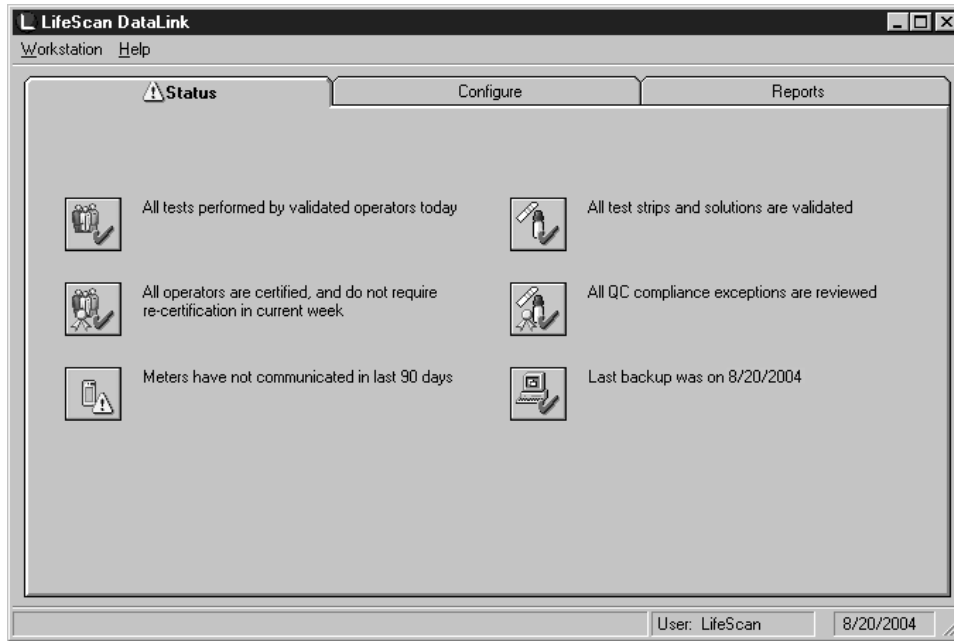 LifeScan DataLink
Workstation Help
Status Configure Reports
All tests performed by validated operators today
All test strips and solutions are validated
All operators are certified, and do not require
re-certification in current week
All QC compliance exceptions are reviewed
Meters have not communicated in last 90 days
Last backup was on 8/20/2004
User: LifeScan 8/20/2004